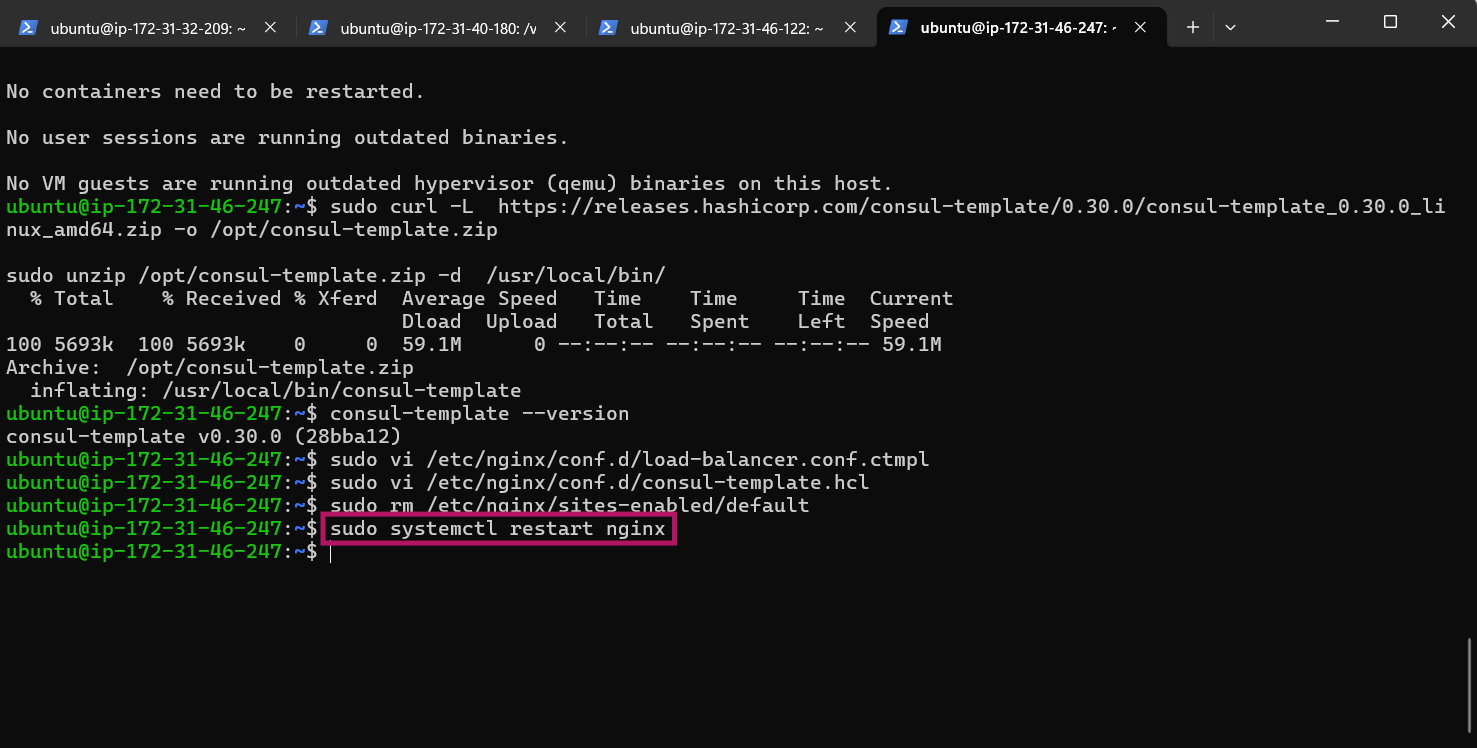 ubuntu@ip-172-31-32-209: ~
ubuntu@ip-172-31-40-180: /v
ubuntu@ip-172-31-46-122: ~
ubuntu@ip-172-31-46-247: ~
No containers need to be restarted.
No user sessions are running outdated binaries.
No VM guests are running outdated hypervisor (qemu) binaries on this host.
ubuntu@ip-172-31-46-247:~$ sudo curl -L  https://releases.hashicorp.com/consul-template/0.30.0/consul-template_0.30.0_li
nux_amd64.zip -o /opt/consul-template.zip
sudo unzip /opt/consul-template.zip -d  /usr/local/bin/
  % Total    % Received % Xferd  Average Speed   Time    Time     Time  Current
                                 Dload  Upload   Total   Spent    Left  Speed
100 5693k  100 5693k    0     0  59.1M      0 --:--:-- --:--:-- --:--:-- 59.1M
Archive:  /opt/consul-template.zip
  inflating: /usr/local/bin/consul-template
ubuntu@ip-172-31-46-247:~$ consul-template --version
consul-template v0.30.0 (28bba12)
ubuntu@ip-172-31-46-247:~$ sudo vi /etc/nginx/conf.d/load-balancer.conf.ctmpl
ubuntu@ip-172-31-46-247:~$ sudo vi /etc/nginx/conf.d/consul-template.hcl
ubuntu@ip-172-31-46-247:~$ sudo rm /etc/nginx/sites-enabled/default
ubuntu@ip-172-31-46-247:~$ sudo systemctl restart nginx
ubuntu@ip-172-31-46-247:~$